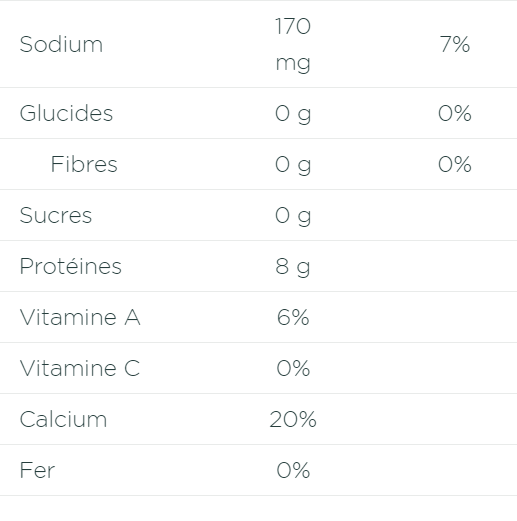 Sodium 170 mg 7%
Glucides 0 g 0%
Fibres 0 g 0%
Sucres 0 g
Protéines 8 g
Vitamine A 6%
Vitamine C 0%
Calcium 20%
Fer 0%